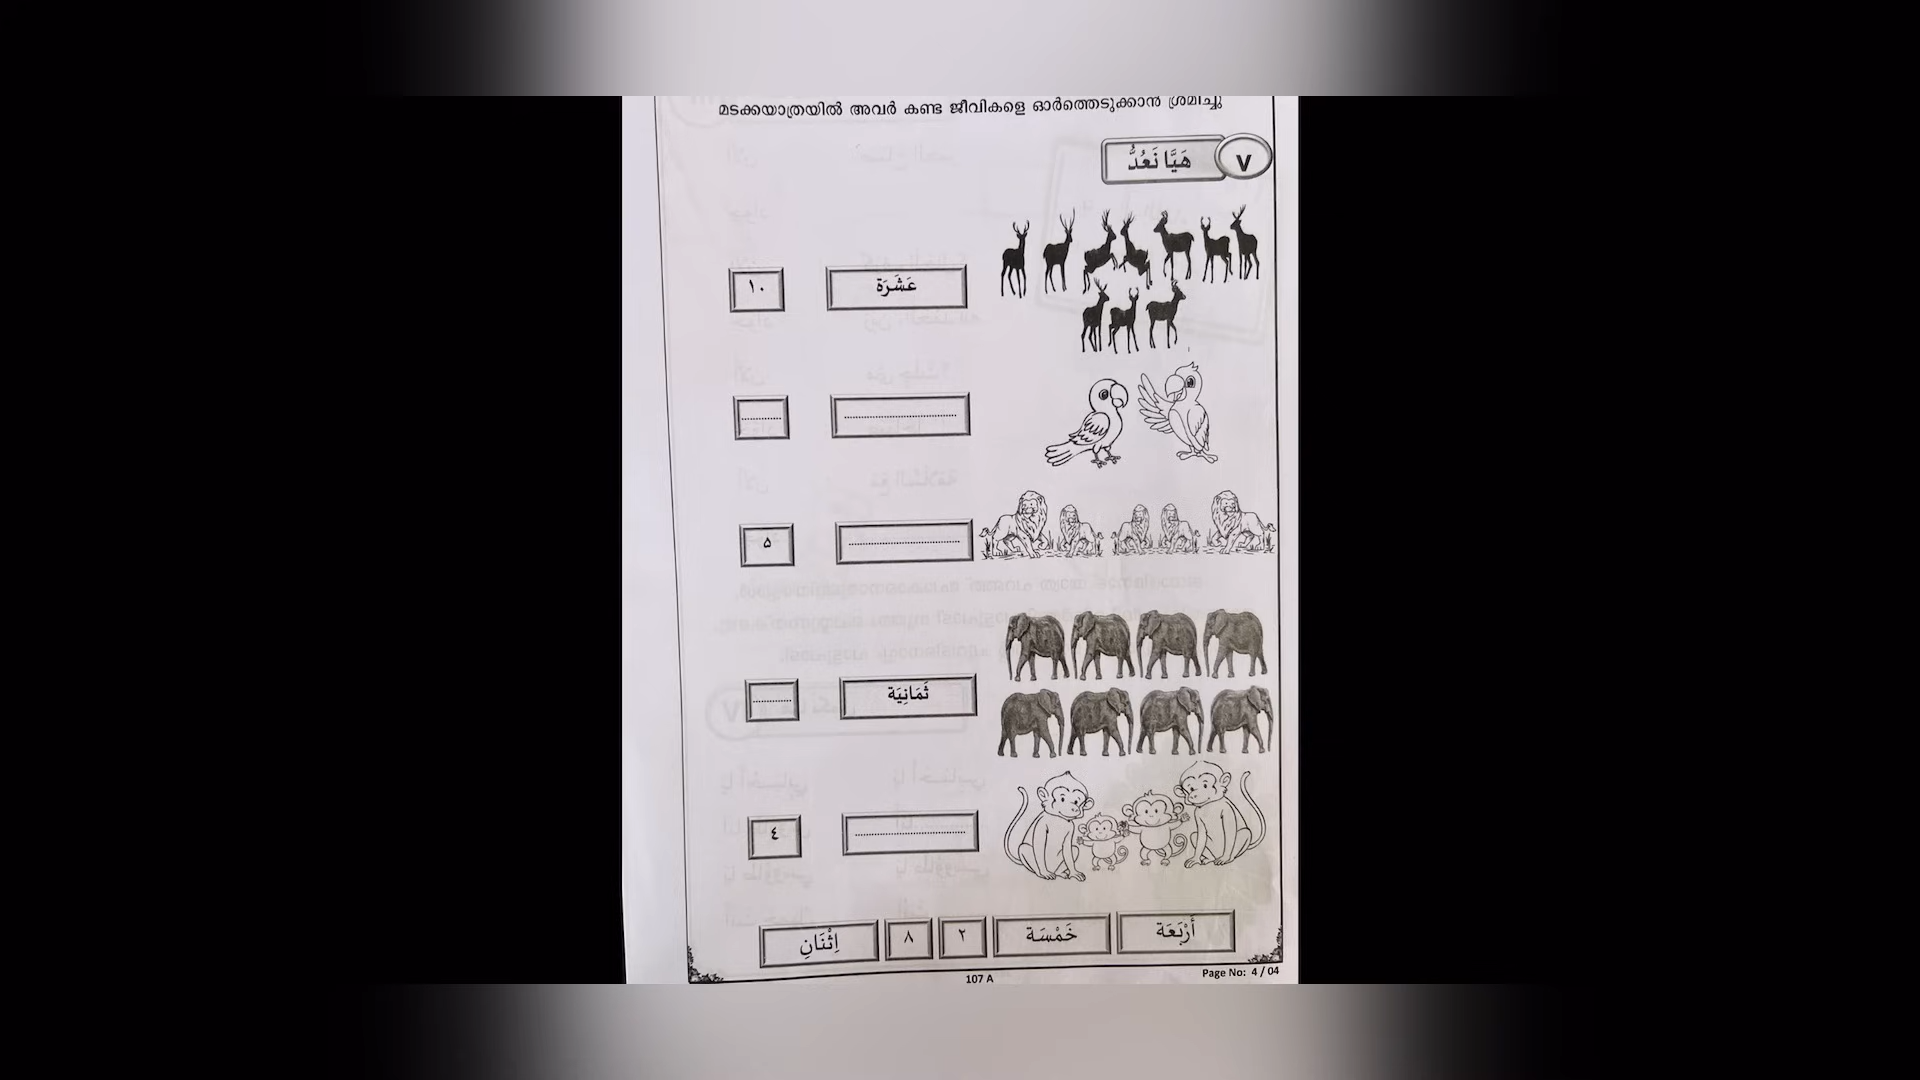 മടക്കയാത്രയിൽ അവർ കണ്ട ജീവികളെ ഓർത്തെടുക്കാൻ ശ്രമിച്ചു
٧ هَيَّا نَعُدُّ
عَشَرَة ١٠
................ ..........
................ ۵
ثَمَانِيَة ..........
................ ٤
أَرْبَعَة خَمْسَة ٢ ٨ اِثْنَانِ
107 A
Page No: 4 / 04